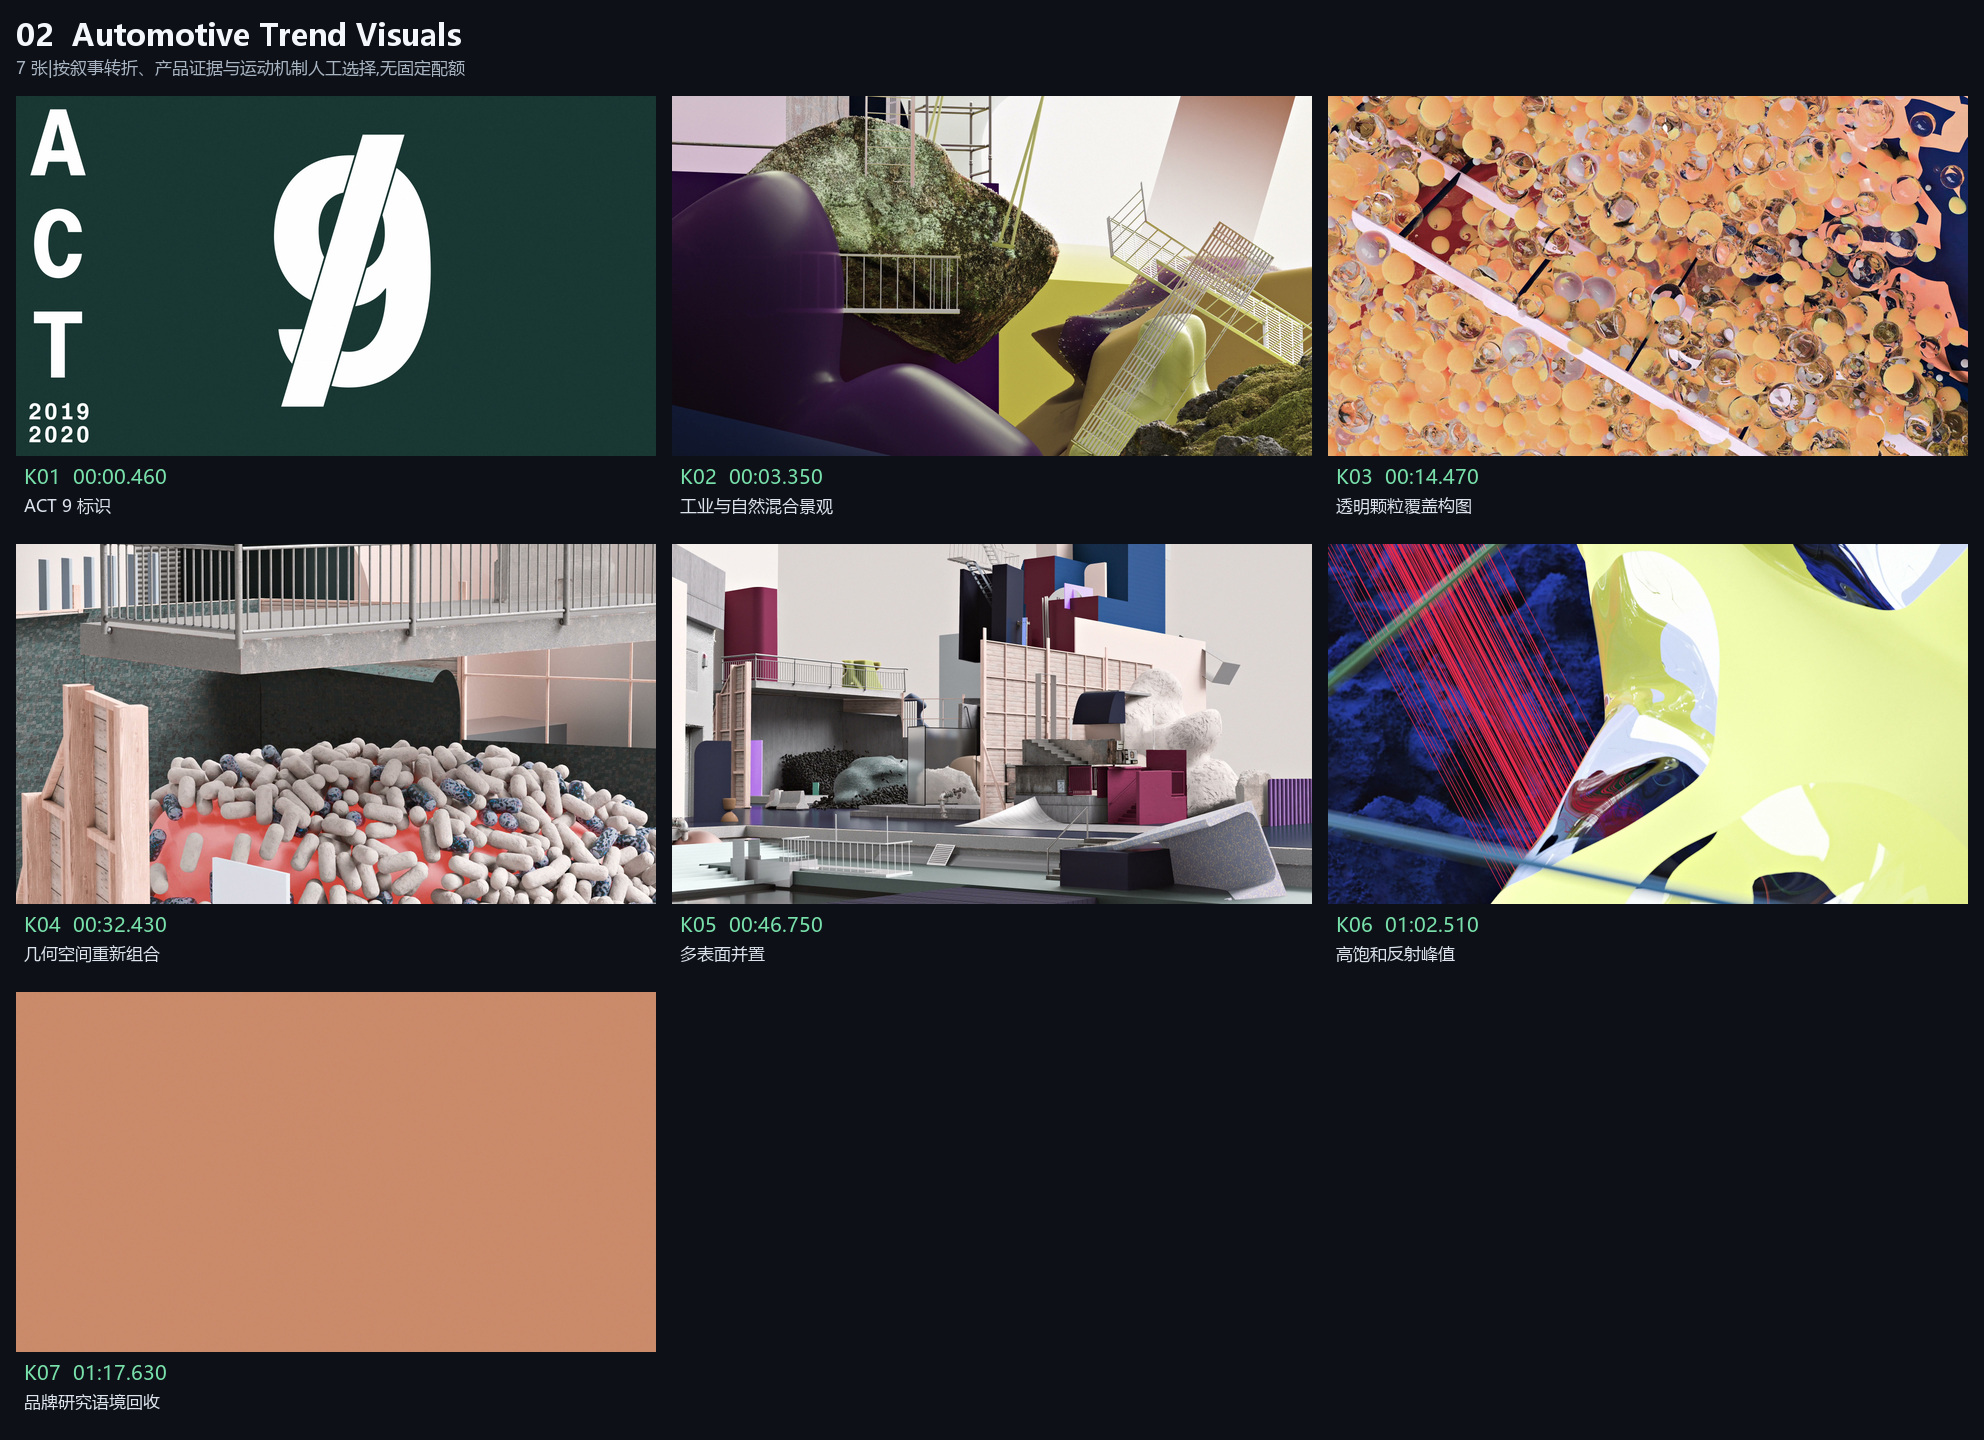 02 Automotive Trend Visuals
7 张|按叙事转折、产品证据与运动机制人工选择,无固定配额
A
C
T
9
2019
2020
K01 00:00.460
ACT 9 标识
K02 00:03.350
工业与自然混合景观
K03 00:14.470
透明颗粒覆盖构图
K04 00:32.430
几何空间重新组合
K05 00:46.750
多表面并置
K06 01:02.510
高饱和反射峰值
K07 01:17.630
品牌研究语境回收